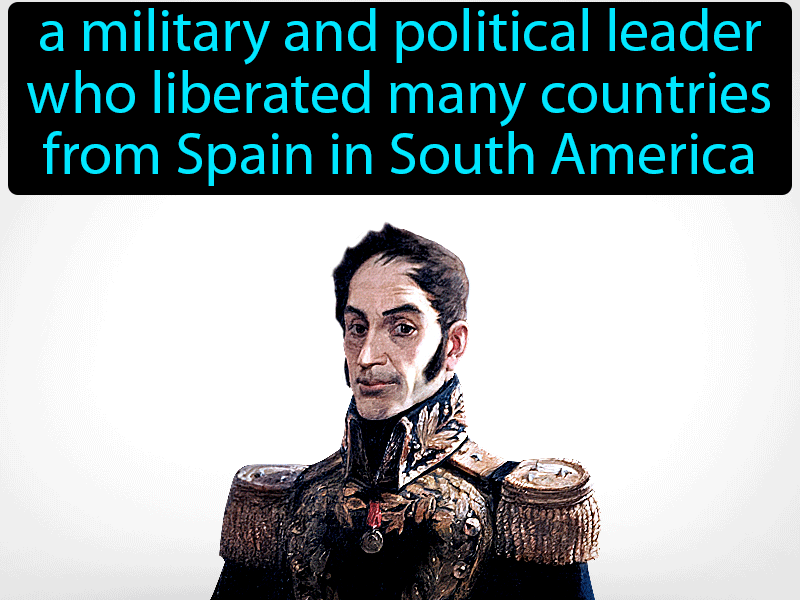 a military and political leader
who liberated many countries
from Spain in South America